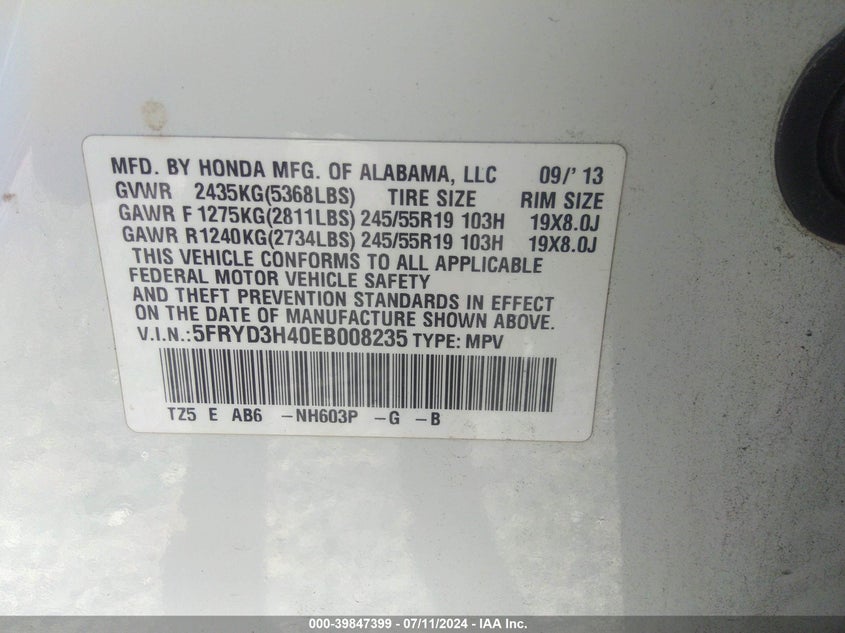 MFD. BY HONDA MFG. OF ALABAMA, LLC 09/' 13
GVWR 2435KG(5368LBS) TIRE SIZE RIM SIZE
GAWR F 1275KG(2811LBS) 245/55R19 103H 19X8.0J
GAWR R1240KG(2734LBS) 245/55R19 103H 19X8.0J
THIS VEHICLE CONFORMS TO ALL APPLICABLE
FEDERAL MOTOR VEHICLE SAFETY
AND THEFT PREVENTION STANDARDS IN EFFECT
ON THE DATE OF MANUFACTURE SHOWN ABOVE.
V.I.N.:5FRYD3H40EB008235 TYPE: MPV
TZ5 E AB6 -NH603P -G -B
000-39847399 - 07/11/2024 - IAA Inc.